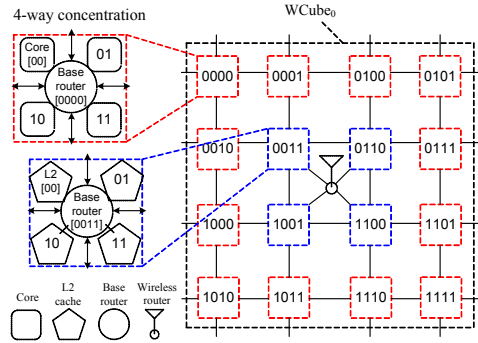 4-way concentration
WCube0
Core
[00]
01
Base
router
[0000]
10
11
L2
[00]
01
Base
router
[0011]
10
11
0000 0001 0100 0101
0010 0011 0110 0111
1000 1001 1100 1101
1010 1011 1110 1111
Core
L2
cache
Base
router
Wireless
router